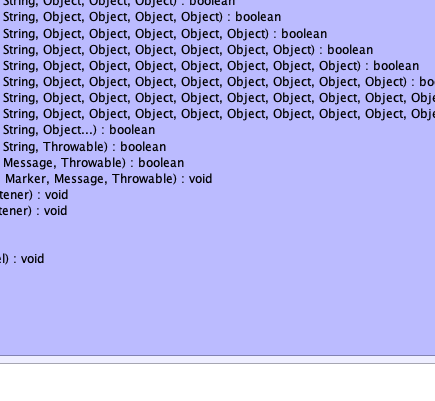 String, Object, Object, Object) : boolean
String, Object, Object, Object, Object) : boolean
String, Object, Object, Object, Object, Object) : boolean
String, Object, Object, Object, Object, Object, Object) : boolean
String, Object, Object, Object, Object, Object, Object, Object) : boolean
String, Object, Object, Object, Object, Object, Object, Object, Object) : bo
String, Object, Object, Object, Object, Object, Object, Object, Object, Obje
String, Object, Object, Object, Object, Object, Object, Object, Object, Obje
String, Object...) : boolean
String, Throwable) : boolean
Message, Throwable) : boolean
Marker, Message, Throwable) : void
tener) : void
tener) : void
el) : void